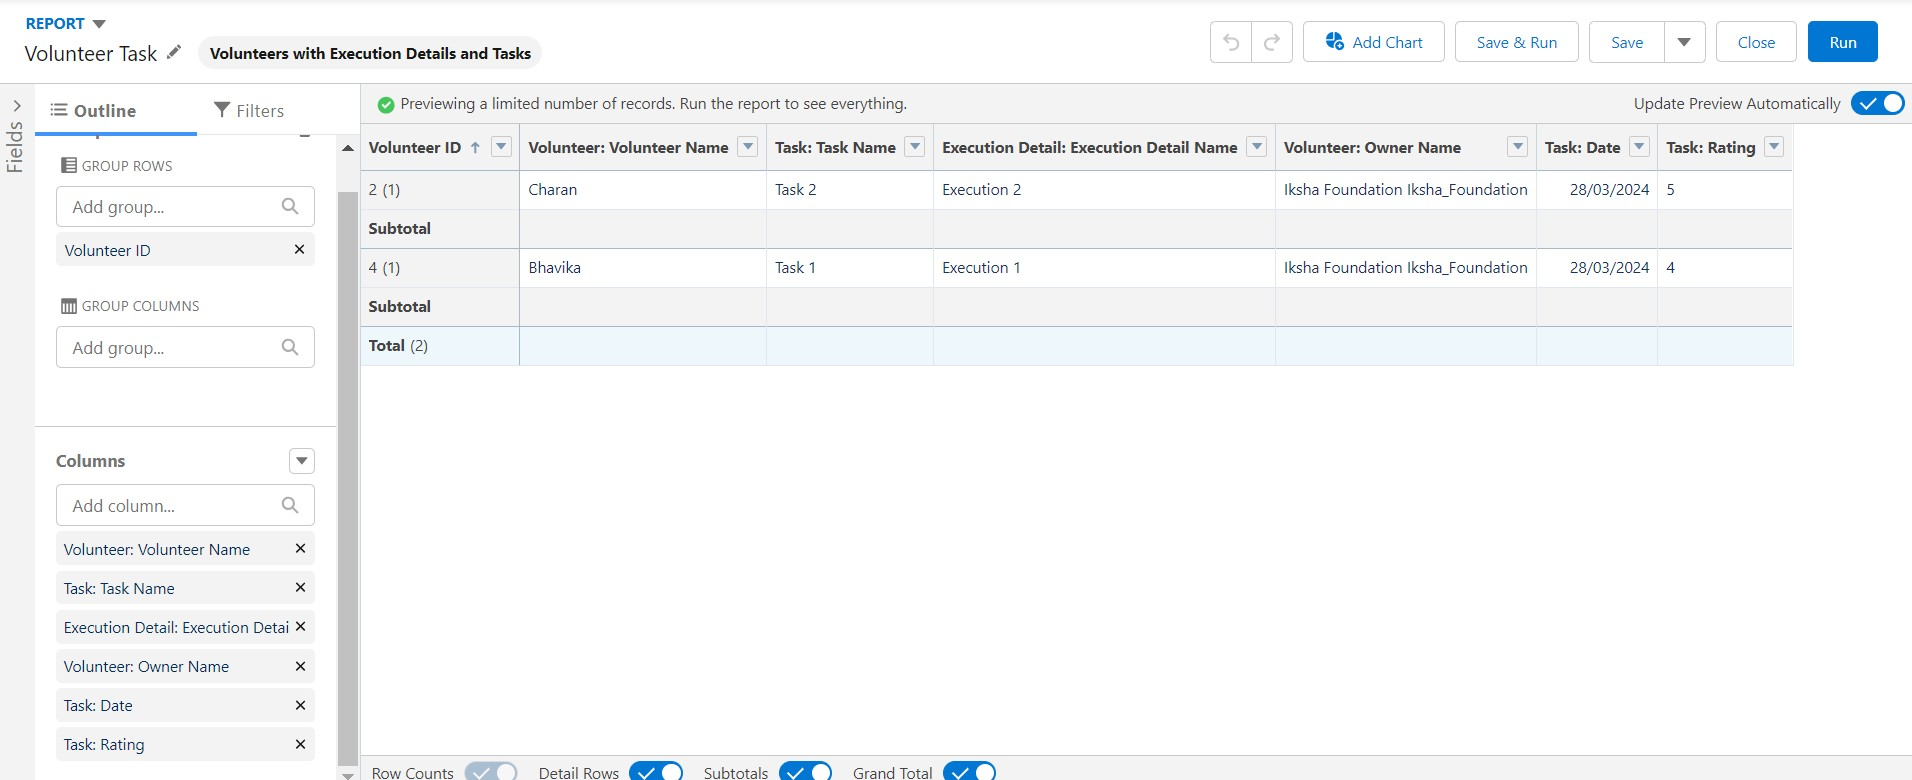 REPORT
Volunteer Task
Volunteers with Execution Details and Tasks
Add Chart
Save & Run
Save
Close
Run
Fields
Outline
Filters
GROUP ROWS
Add group...
Volunteer ID
GROUP COLUMNS
Add group...
Columns
Add column...
Volunteer: Volunteer Name
Task: Task Name
Execution Detail: Execution Detai
Volunteer: Owner Name
Task: Date
Task: Rating
Previewing a limited number of records. Run the report to see everything.
Update Preview Automatically
Volunteer ID ↑ Volunteer: Volunteer Name Task: Task Name Execution Detail: Execution Detail Name Volunteer: Owner Name Task: Date Task: Rating
2 (1) Charan Task 2 Execution 2 Iksha Foundation Iksha_Foundation 28/03/2024 5
Subtotal
4 (1) Bhavika Task 1 Execution 1 Iksha Foundation Iksha_Foundation 28/03/2024 4
Subtotal
Total (2)
Row Counts Detail Rows Subtotals Grand Total